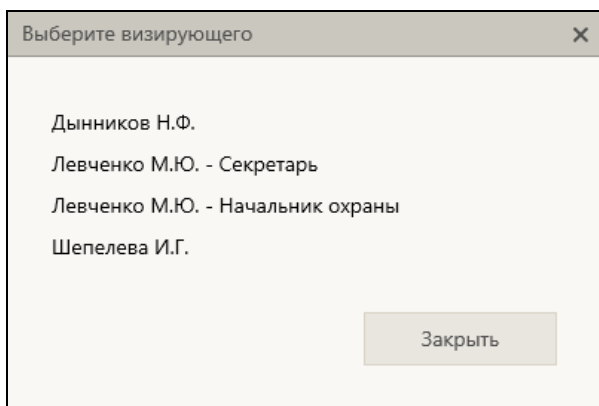 Выберите визирующего
Дынников Н.Ф.
Левченко М.Ю. - Секретарь
Левченко М.Ю. - Начальник охраны
Шепелева И.Г.
Закрыть